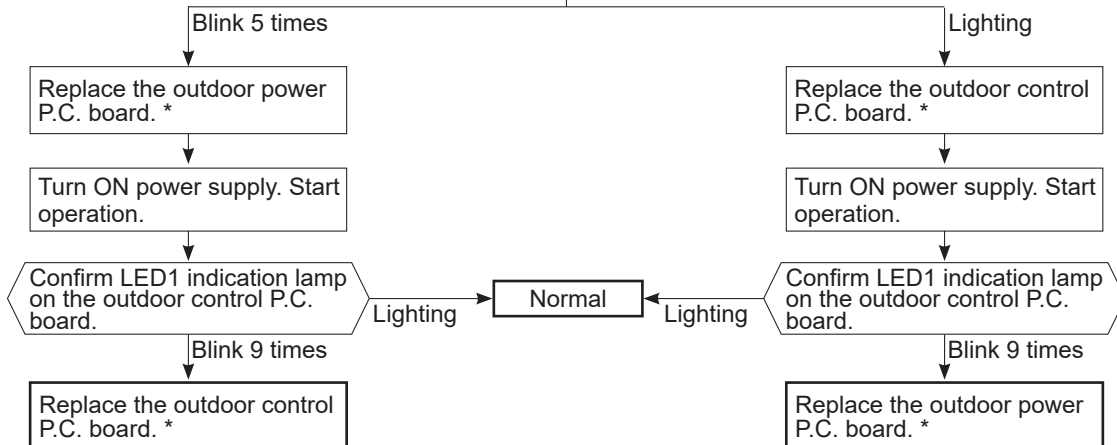 Blink 5 times
Lighting
Replace the outdoor power
P.C. board. *
Replace the outdoor control
P.C. board. *
Turn ON power supply. Start
operation.
Turn ON power supply. Start
operation.
Confirm LED1 indication lamp
on the outdoor control P.C.
board.
Lighting
Normal
Lighting
Confirm LED1 indication lamp
on the outdoor control P.C.
board.
Blink 9 times
Blink 9 times
Replace the outdoor control
P.C. board. *
Replace the outdoor power
P.C. board. *